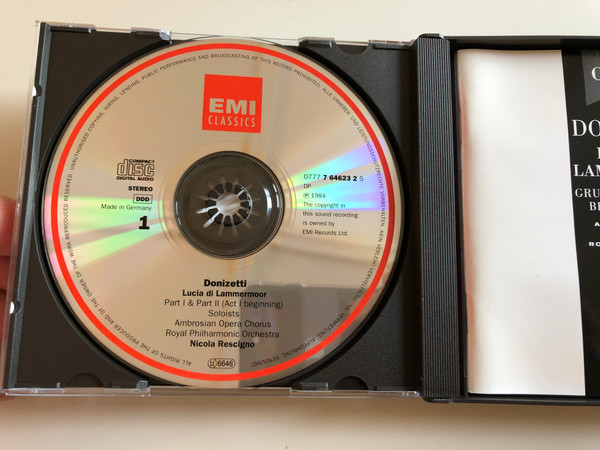 UNAUTHORISED COPYING, HIRING, LENDING, PUBLIC PERFORMANCE AND BROADCASTING OF THIS RECORD PROHIBITED.
ALL RIGHTS OF THE PRODUCER AND OF THE OWNER OF THE WORK REPRODUCED RESERVED.
EMI
CLASSICS
COMPACT
disc
DIGITAL AUDIO
STEREO
DDD
Made in Germany
1
0777 7 64623 2 5
DP
℗ 1984
The copyright in
this sound recording
is owned by
EMI Records Ltd.
Donizetti
Lucia di Lammermoor
Part I & Part II (Act I beginning)
Soloists
Ambrosian Opera Chorus
Royal Philharmonic Orchestra
Nicola Rescigno
LC 6646
DO
LAM
GRU
BE
A
RO